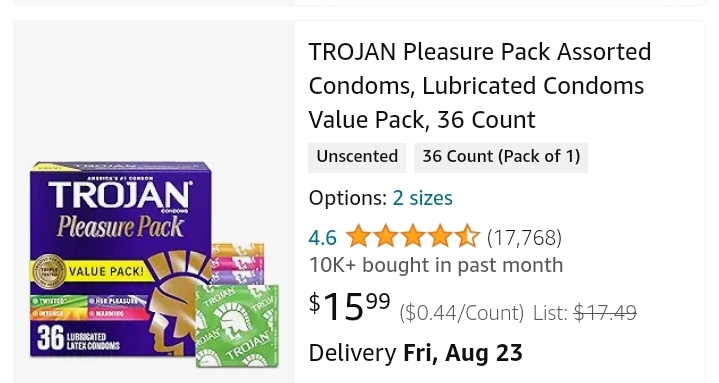 TROJAN Pleasure Pack Assorted
Condoms, Lubricated Condoms
Value Pack, 36 Count
Unscented
36 Count (Pack of 1)
Options: 2 sizes
4.6 (17,768)
10K+ bought in past month
$15.99 ($0.44/Count) List: $17.49
Delivery Fri, Aug 23
AMERICA'S #1 CONDOM
TROJAN
CONDOMS
Pleasure Pack
TRIPLE
TESTED
VALUE PACK!
TWISTED HER PLEASURE
INTENSE WARMING
36 LUBRICATED
LATEX CONDOMS
TROJAN
TROJAN
TROJAN